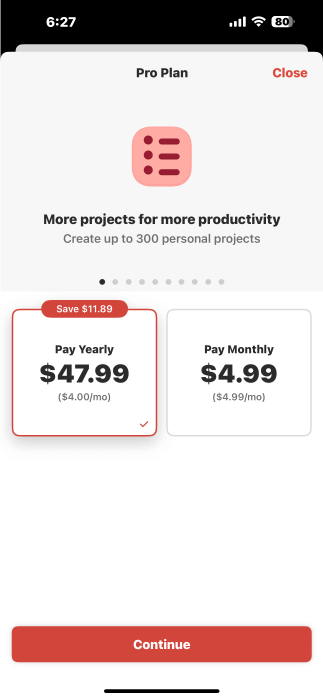 6:27
80
Pro Plan
Close
More projects for more productivity
Create up to 300 personal projects
Save $11.89
Pay Yearly
$47.99
($4.00/mo)
Pay Monthly
$4.99
($4.99/mo)
Continue